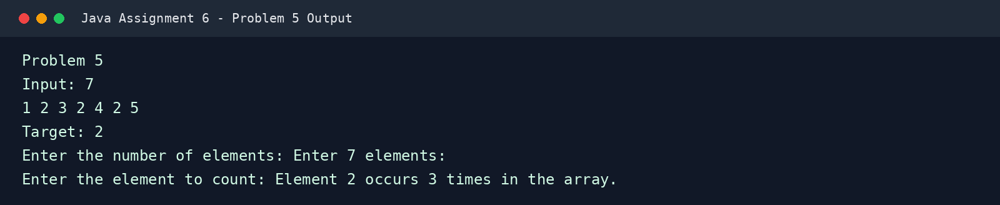 Java Assignment 6 - Problem 5 Output
Problem 5
Input: 7
1 2 3 2 4 2 5
Target: 2
Enter the number of elements: Enter 7 elements:
Enter the element to count: Element 2 occurs 3 times in the array.